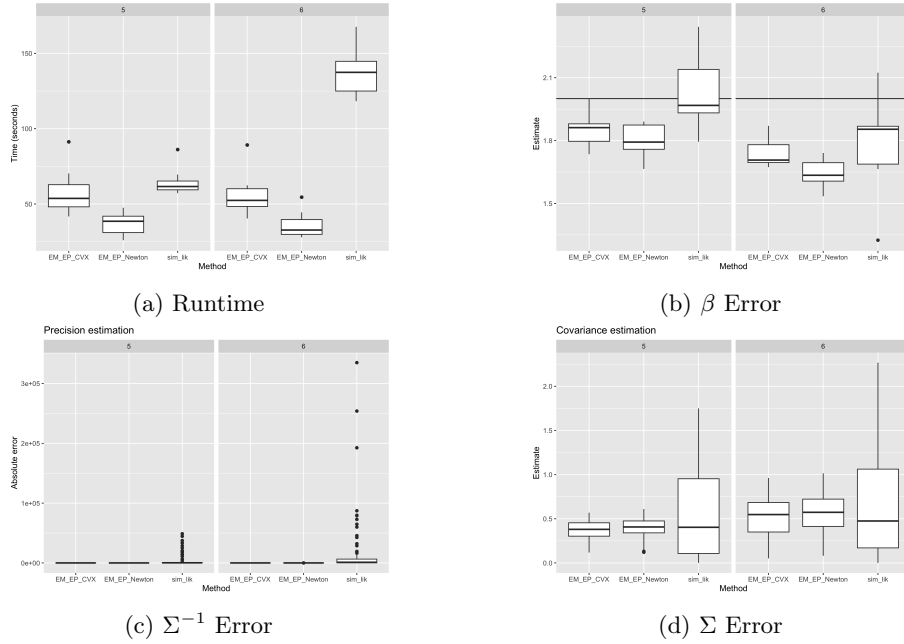 5 6
150
100
50
Time (seconds)
EM_EP_CVX EM_EP_Newton sim_lik EM_EP_CVX EM_EP_Newton sim_lik
Method
(a) Runtime
5 6
2.1
1.8
1.5
Estimate
EM_EP_CVX EM_EP_Newton sim_lik EM_EP_CVX EM_EP_Newton sim_lik
Method
(b) β Error
Precision estimation
5 6
3e+05
2e+05
1e+05
0e+00
Absolute error
EM_EP_CVX EM_EP_Newton sim_lik EM_EP_CVX EM_EP_Newton sim_lik
Method
(c) Σ⁻¹ Error
Covariance estimation
5 6
2.0
1.5
1.0
0.5
0.0
Estimate
EM_EP_CVX EM_EP_Newton sim_lik EM_EP_CVX EM_EP_Newton sim_lik
Method
(d) Σ Error